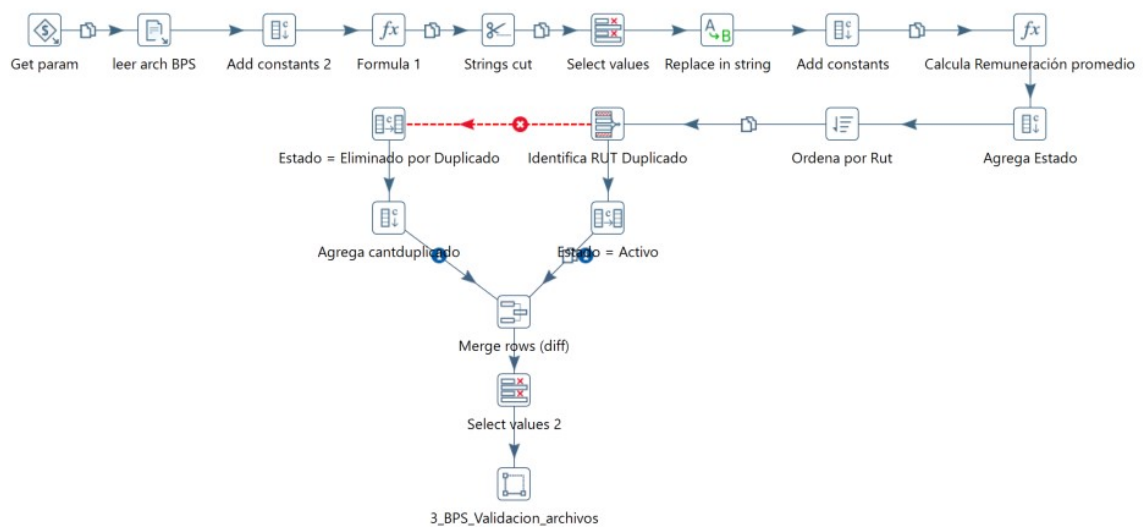 Get param
leer arch BPS
Add constants 2
Formula 1
Strings cut
Select values
Replace in string
Add constants
Calcula Remuneración promedio
Estado = Eliminado por Duplicado
Identifica RUT Duplicado
Ordena por Rut
Agrega Estado
Agrega cantduplicado
Estado = Activo
Merge rows (diff)
Select values 2
3_BPS_Validacion_archivos